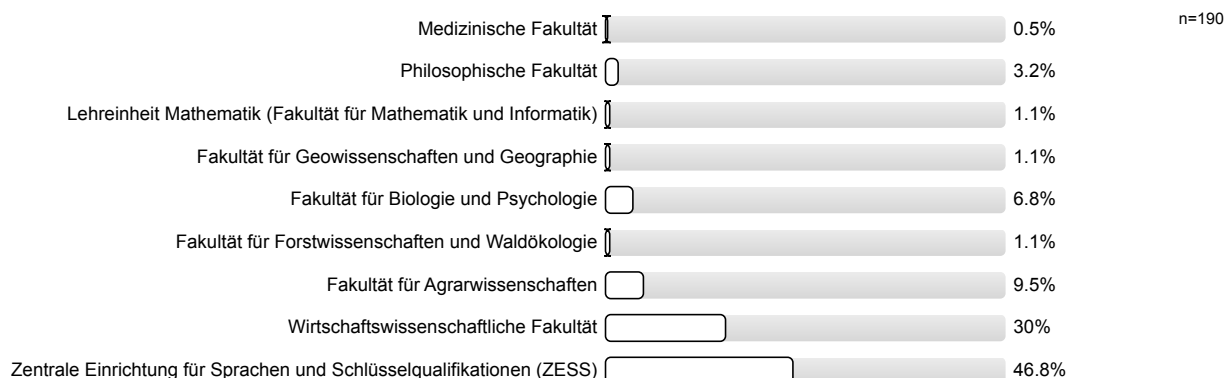 Medizinische Fakultät 0.5% n=190
Philosophische Fakultät 3.2%
Lehreinheit Mathematik (Fakultät für Mathematik und Informatik) 1.1%
Fakultät für Geowissenschaften und Geographie 1.1%
Fakultät für Biologie und Psychologie 6.8%
Fakultät für Forstwissenschaften und Waldökologie 1.1%
Fakultät für Agrarwissenschaften 9.5%
Wirtschaftswissenschaftliche Fakultät 30%
Zentrale Einrichtung für Sprachen und Schlüsselqualifikationen (ZESS) 46.8%